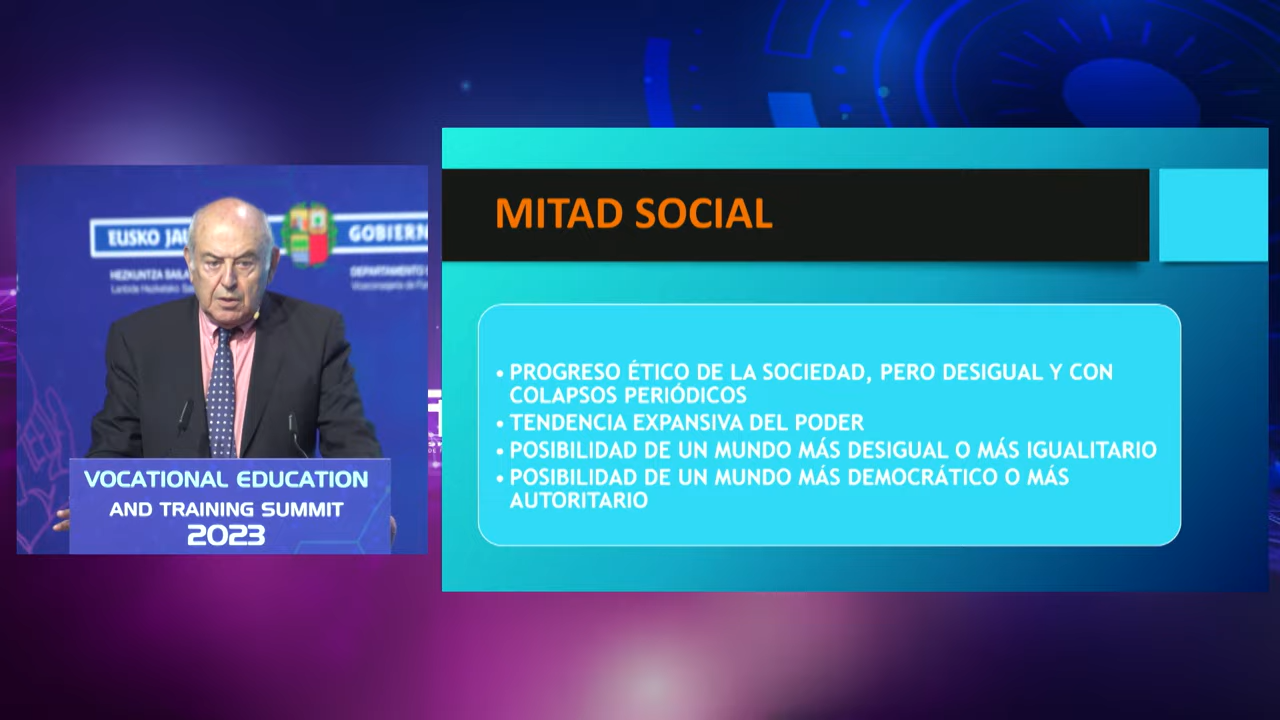 EUSKO JAU
GOBIERN
HEZKUNTZA SAILA
DEPARTAMENTO
VOCATIONAL EDUCATION
AND TRAINING SUMMIT
2023
MITAD SOCIAL
• PROGRESO ÉTICO DE LA SOCIEDAD, PERO DESIGUAL Y CON
COLAPSOS PERIÓDICOS
• TENDENCIA EXPANSIVA DEL PODER
• POSIBILIDAD DE UN MUNDO MÁS DESIGUAL O MÁS IGUALITARIO
• POSIBILIDAD DE UN MUNDO MÁS DEMOCRÁTICO O MÁS
AUTORITARIO